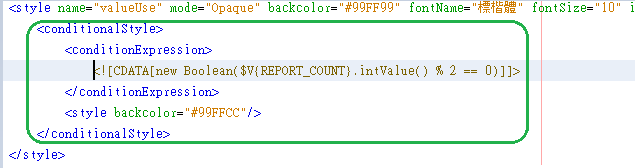 <style name="valueUse" mode="Opaque" backcolor="#99FF99" fontName="標楷體" fontSize="10" i
<conditionalStyle>
<conditionExpression>
<![CDATA[new Boolean($V{REPORT_COUNT}.intValue() % 2 == 0)]]>
</conditionExpression>
<style backcolor="#99FFCC"/>
</conditionalStyle>
</style>